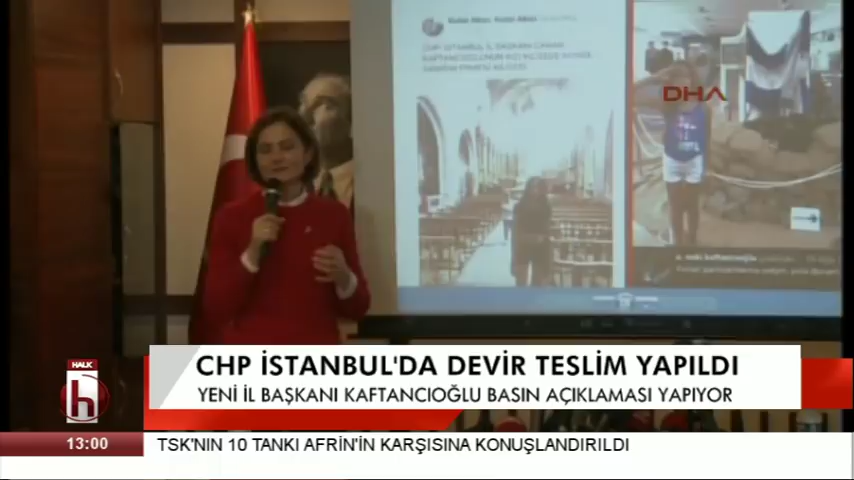 DHA
CHP İSTANBUL'DA DEVİR TESLİM YAPILDI
YENİ İL BAŞKANI KAFTANCIOĞLU BASIN AÇIKLAMASI YAPIYOR
HALK
h
13:00
TSK'NIN 10 TANKI AFRİN'İN KARŞISINA KONUŞLANDIRILDI